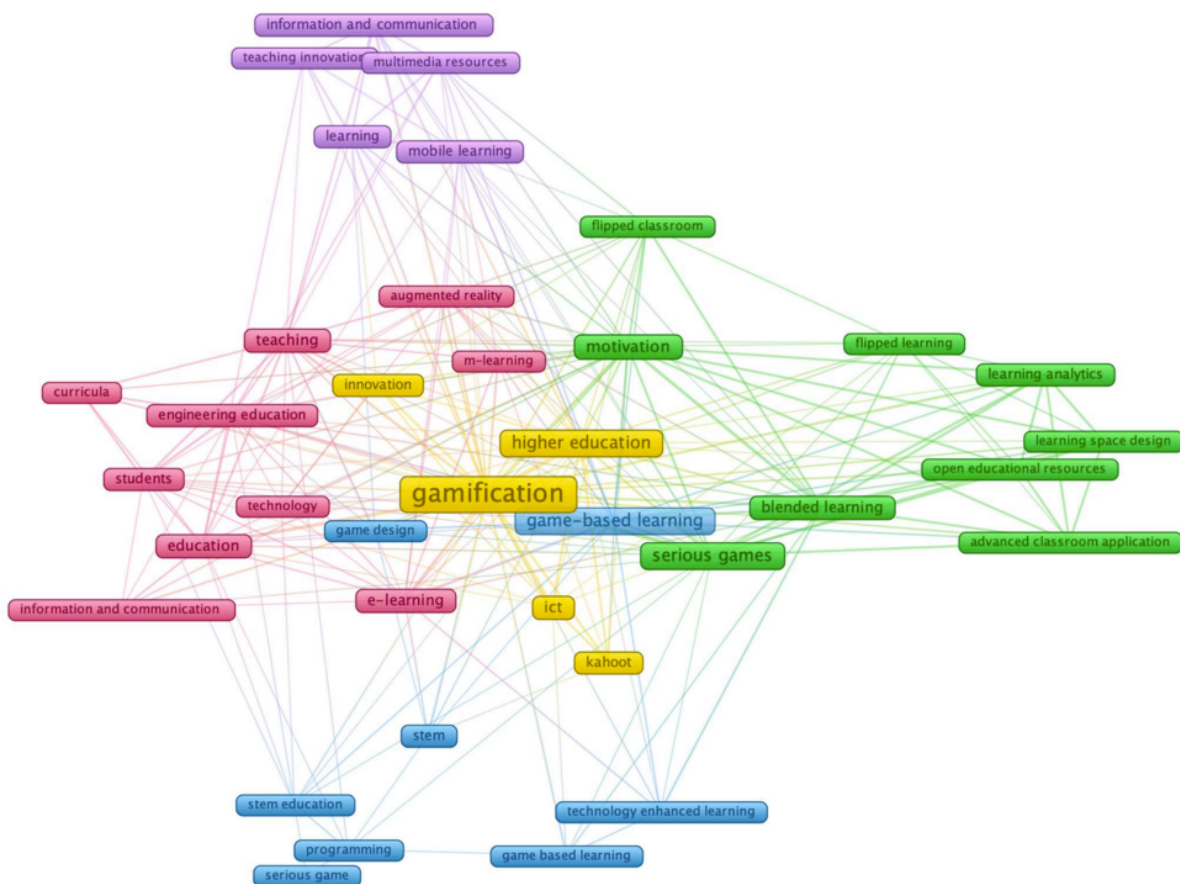 information and communication
teaching innovation
multimedia resources
learning
mobile learning
flipped classroom
augmented reality
teaching
motivation
flipped learning
m-learning
learning analytics
innovation
curricula
engineering education
higher education
learning space design
open educational resources
students
gamification
technology
blended learning
game-based learning
game design
education
advanced classroom application
serious games
e-learning
ict
information and communication
kahoot
stem
stem education
technology enhanced learning
programming
game based learning
serious game